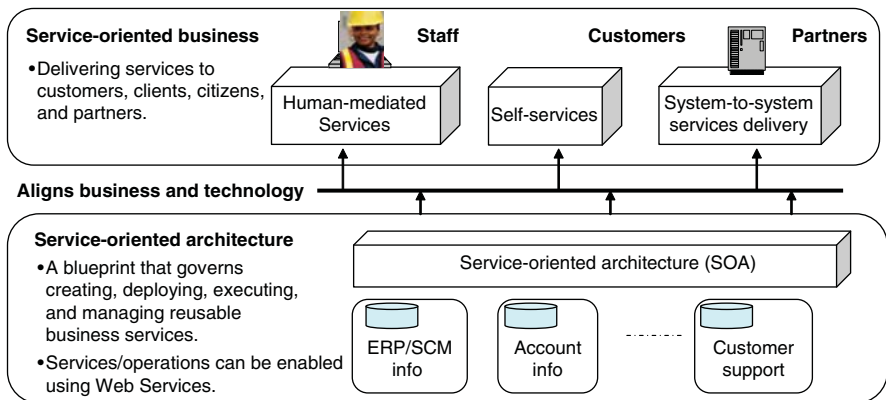 Service-oriented business
•Delivering services to
customers, clients, citizens,
and partners.
Staff
Customers
Partners
Human-mediated
Services
Self-services
System-to-system
services delivery
Aligns business and technology
Service-oriented architecture
•A blueprint that governs
creating, deploying, executing,
and managing reusable
business services.
•Services/operations can be enabled
using Web Services.
Service-oriented architecture (SOA)
ERP/SCM
info
Account
info
Customer
support